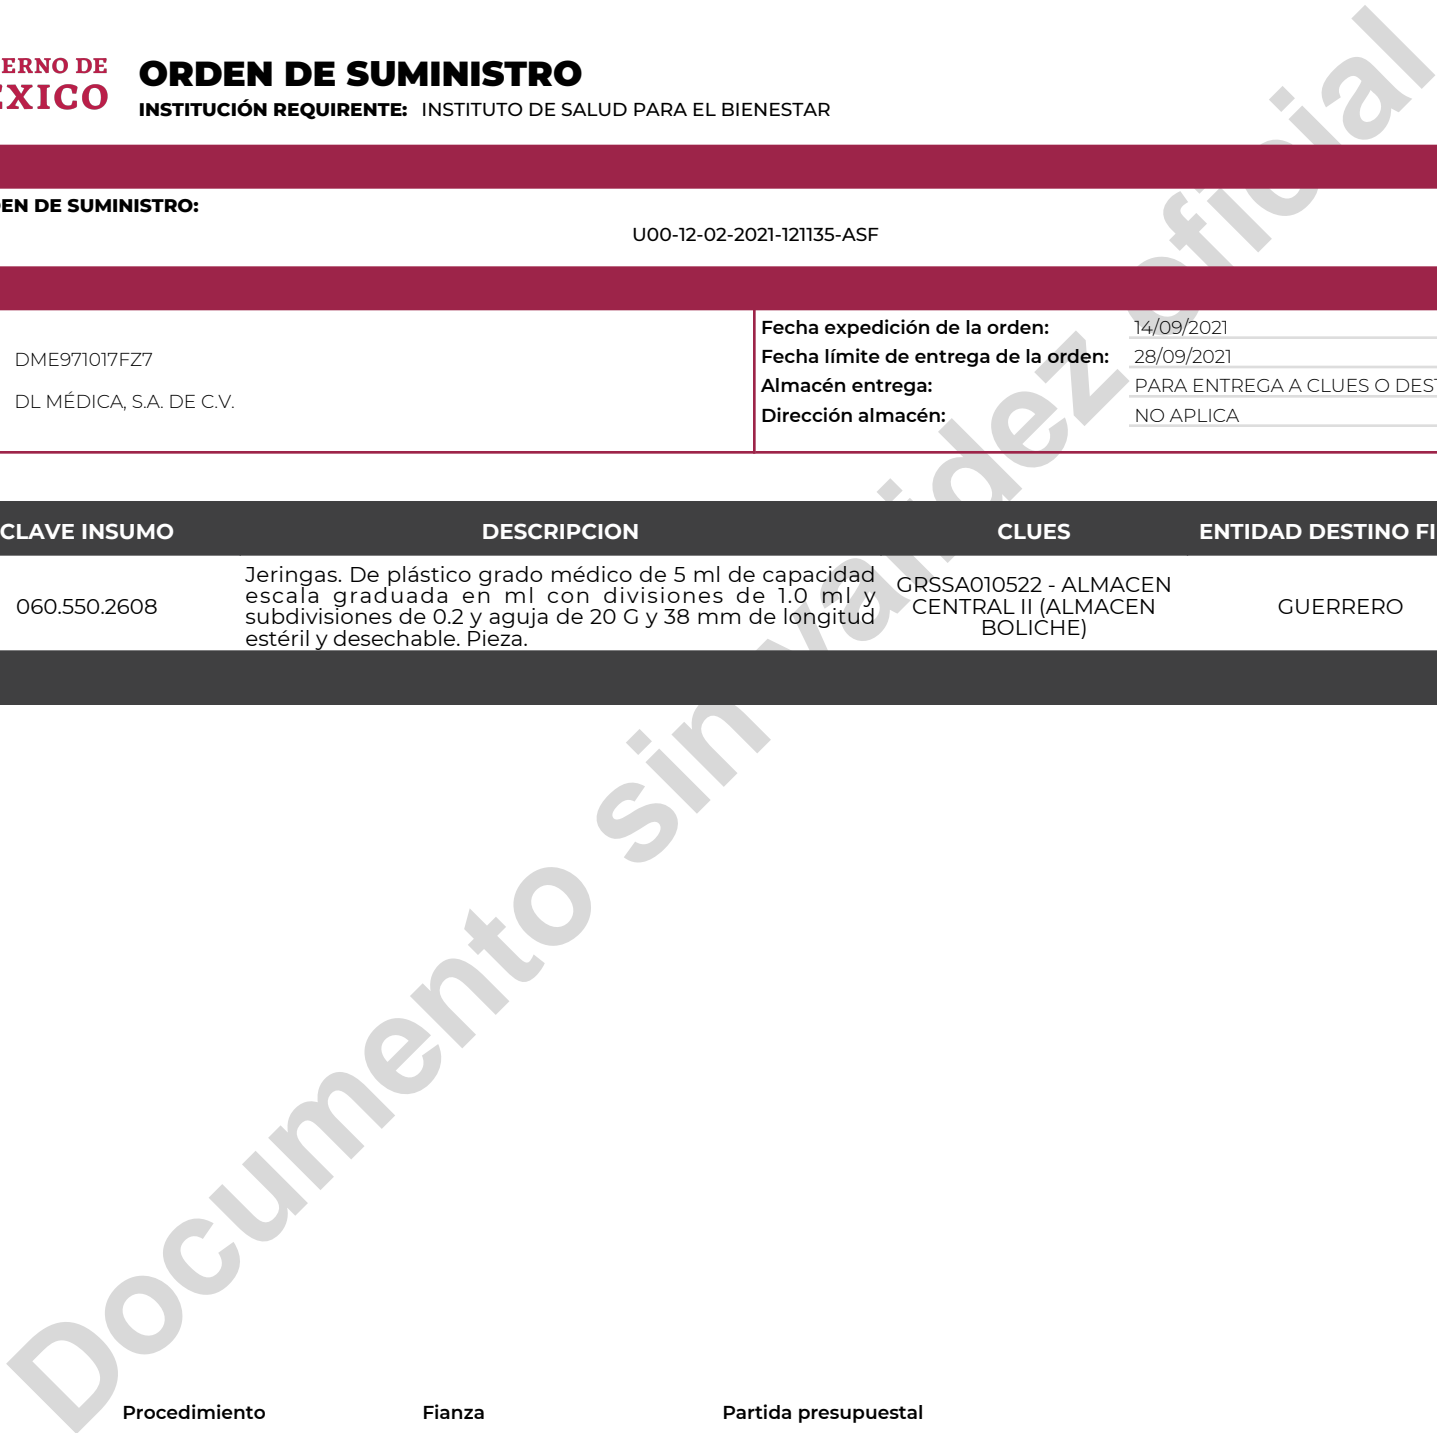 ERNO DE
ÉXICO
ORDEN DE SUMINISTRO
INSTITUCIÓN REQUIRENTE: INSTITUTO DE SALUD PARA EL BIENESTAR
EN DE SUMINISTRO:
U00-12-02-2021-121135-ASF
DME971017FZ7
DL MÉDICA, S.A. DE C.V.
Fecha expedición de la orden: 14/09/2021
Fecha límite de entrega de la orden: 28/09/2021
Almacén entrega: PARA ENTREGA A CLUES O DEST
Dirección almacén: NO APLICA
CLAVE INSUMO DESCRIPCION CLUES ENTIDAD DESTINO FI
060.550.2608
Jeringas. De plástico grado médico de 5 ml de capacidad
escala graduada en ml con divisiones de 1.0 ml y
subdivisiones de 0.2 y aguja de 20 G y 38 mm de longitud
estéril y desechable. Pieza.
GRSSA010522 - ALMACEN
CENTRAL II (ALMACEN
BOLICHE)
GUERRERO
Documento sin validez oficial
Procedimiento Fianza Partida presupuestal